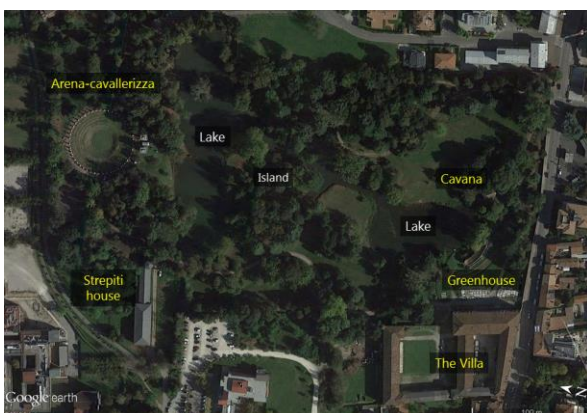 Arena-cavallerizza
Lake
Island
Cavana
Lake
Strepiti
house
Greenhouse
The Villa
Google earth